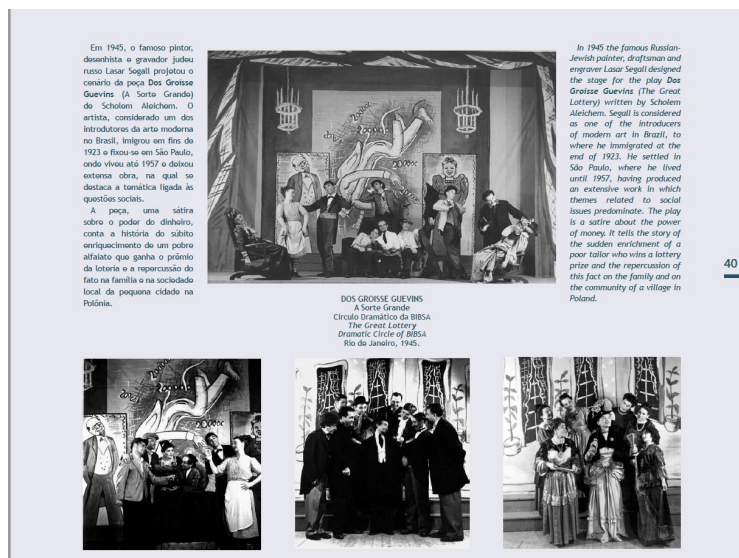 Em 1945, o famoso pintor,
desenhista e gravador judeu
russo Lasar Segall projetou o
cenário da peça Dos Groisse
Guevins (A Sorte Grande)
de Scholem Aleichem. O
artista, considerado um dos
introdutores da arte moderna
no Brasil, imigrou em fins de
1923 e fixou-se em São Paulo,
onde viveu até 1957 e deixou
extensa obra, na qual se
destaca a temática ligada às
questões sociais.
A peça, uma sátira
sobre o poder do dinheiro,
conta a história do súbito
enriquecimento de um pobre
alfaiate que ganha o prêmio
da loteria e a repercussão do
fato na família e na sociedade
local da pequena cidade na
Polônia.
DOS GROISSE GUEVINS
A Sorte Grande
Círculo Dramático da BIBSA
The Great Lottery
Dramatic Circle of BIBSA
Rio de Janeiro, 1945.
In 1945 the famous Russian-
Jewish painter, draftsman and
engraver Lasar Segall designed
the stage for the play Dos
Groisse Guevins (The Great
Lottery) written by Scholem
Aleichem. Segall is considered
as one of the introducers
of modern art in Brazil, to
where he immigrated at the
end of 1923. He settled in
São Paulo, where he lived
until 1957, having produced
an extensive work in which
themes related to social
issues predominate. The play
is a satire about the power
of money. It tells the story of
the sudden enrichment of a
poor tailor who wins a lottery
prize and the repercussion of
this fact on the family and on
the community of a village in
Poland.
40